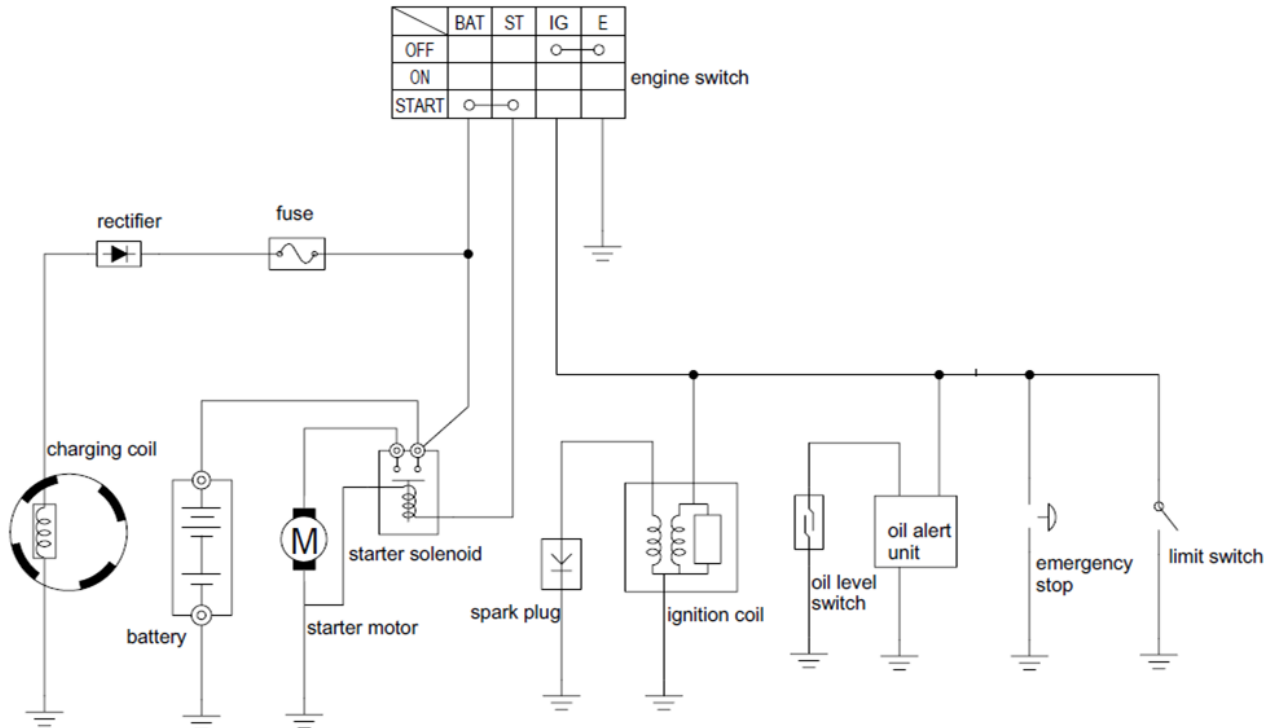 BAT ST IG E
OFF
ON
START
engine switch
rectifier
fuse
charging coil
battery
M
starter motor
starter solenoid
spark plug
ignition coil
oil level
switch
oil alert
unit
emergency
stop
limit switch